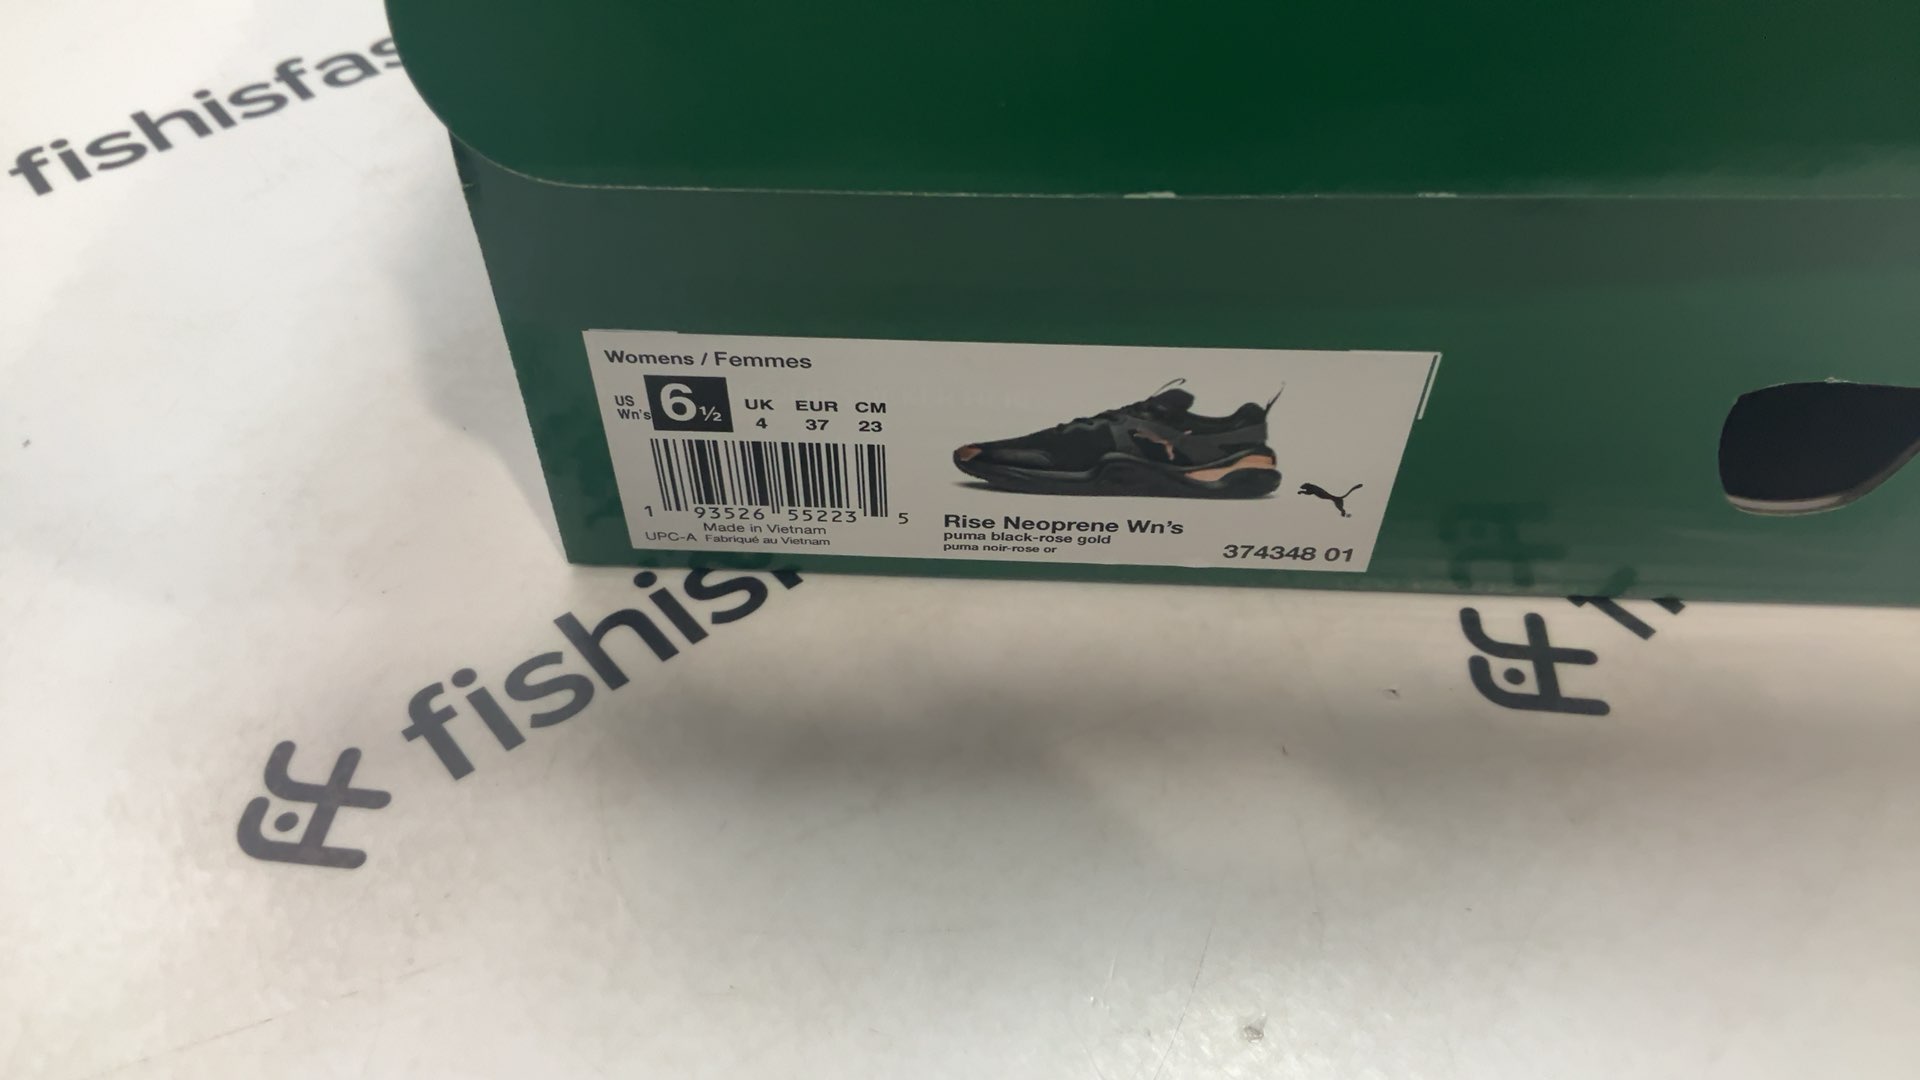 fishisfas
Womens / Femmes
US Wn's 6½ UK 4 EUR 37 CM 23
1 93526 55223 5
Made in Vietnam
UPC-A Fabriqué au Vietnam
Rise Neoprene Wn's
puma black-rose gold
puma noir-rose or
374348 01
fishisf
fi